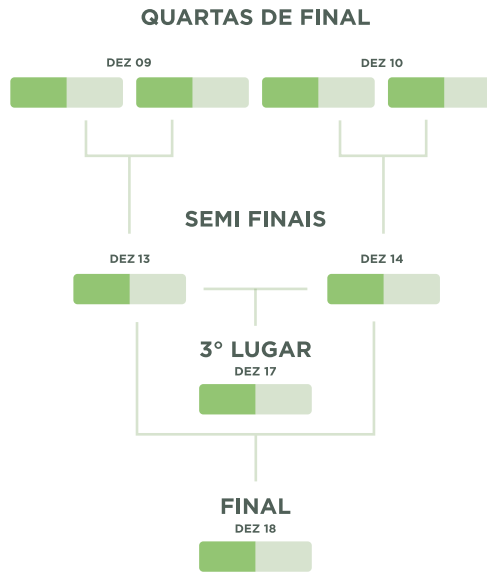 QUARTAS DE FINAL
DEZ 09
DEZ 10
SEMI FINAIS
DEZ 13
DEZ 14
3° LUGAR
DEZ 17
FINAL
DEZ 18